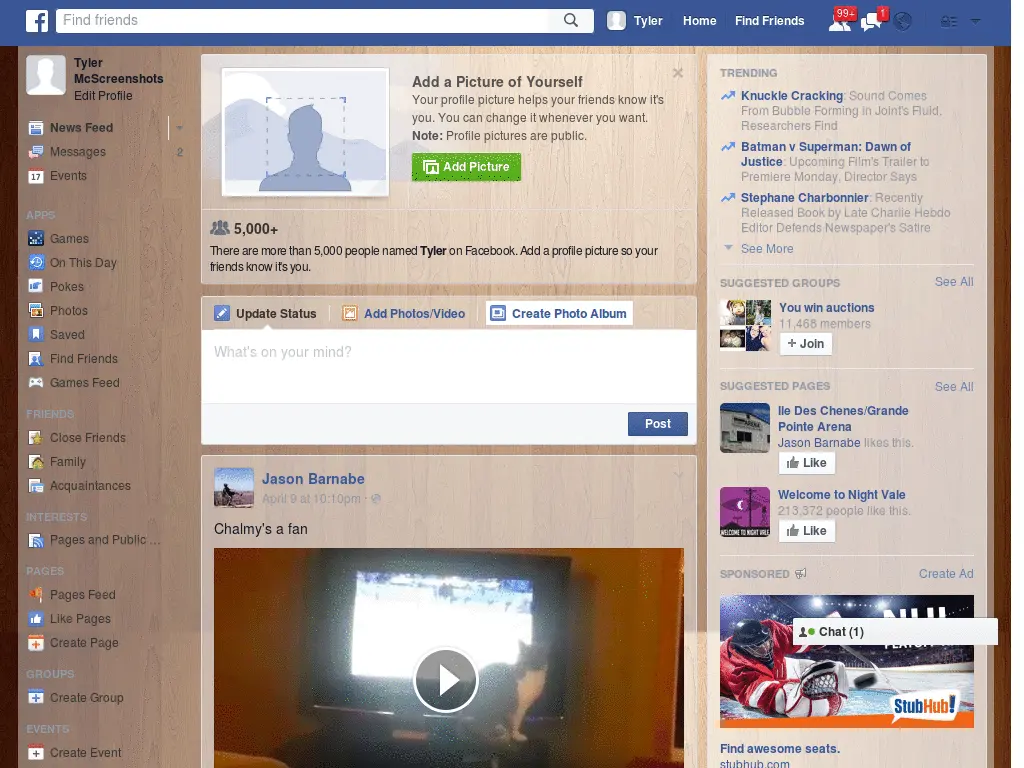 Find friends
Tyler
Home
Find Friends
99+
1
Tyler
McScreenshots
Edit Profile
News Feed
Messages
2
17
Events
APPS
Games
On This Day
Pokes
Photos
Saved
Find Friends
Games Feed
FRIENDS
Close Friends
Family
Acquaintances
INTERESTS
Pages and Public ...
PAGES
Pages Feed
Like Pages
Create Page
GROUPS
Create Group
EVENTS
Create Event
Add a Picture of Yourself
Your profile picture helps your friends know it's
you. You can change it whenever you want.
Note: Profile pictures are public.
Add Picture
5,000+
There are more than 5,000 people named Tyler on Facebook. Add a profile picture so your
friends know it's you.
Update Status
Add Photos/Video
Create Photo Album
What's on your mind?
Post
Jason Barnabe
April 9 at 10:10pm ·
Chalmy's a fan
TRENDING
Knuckle Cracking: Sound Comes
From Bubble Forming in Joint's Fluid,
Researchers Find
Batman v Superman: Dawn of
Justice: Upcoming Film's Trailer to
Premiere Monday, Director Says
Stephane Charbonnier: Recently
Released Book by Late Charlie Hebdo
Editor Defends Newspaper's Satire
See More
SUGGESTED GROUPS
See All
You win auctions
11,468 members
+ Join
SUGGESTED PAGES
See All
Ile Des Chenes/Grande
Pointe Arena
Jason Barnabe likes this.
Like
Welcome to Night Vale
213,372 people like this.
Like
WELCOME TO NIGHT VALE
SPONSORED
Create Ad
Chat (1)
StubHub!
Find awesome seats.
stubhub.com